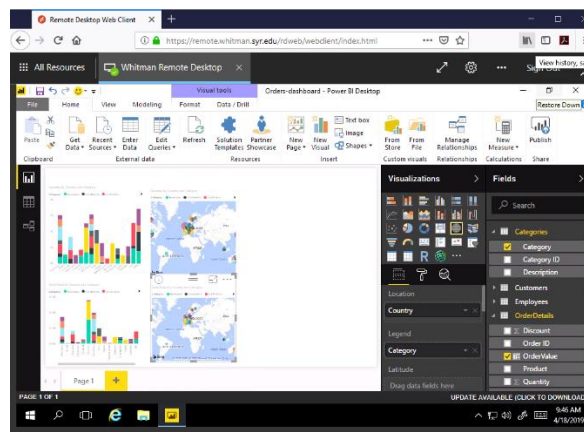 Remote Desktop Web Client
https://remote.whitman.syr.edu/rdweb/webclient/index.html
All Resources
Whitman Remote Desktop
View history, sa
Visual tools
Orders-dashboard - Power BI Desktop
Restore Down
File
Home
View
Modeling
Format
Data / Drill
Paste
Get Data
Recent Sources
Enter Data
Edit Queries
Refresh
Solution Templates
Partner Showcase
New Page
New Visual
Text box
Image
Shapes
From Store
From File
Manage Relationships
New Measure
Publish
Clipboard
External data
Resources
Insert
Custom visuals
Relationships
Calculations
Share
Visualizations
Fields
Search
Categories
Category
Category ID
Description
Customers
Employees
OrderDetails
Discount
Order ID
OrderValue
Product
Quantity
Location
Country
Legend
Category
Latitude
Drag data fields here
Page 1
PAGE 1 OF 1
UPDATE AVAILABLE (CLICK TO DOWNLOAD
9:46 AM
4/18/2019